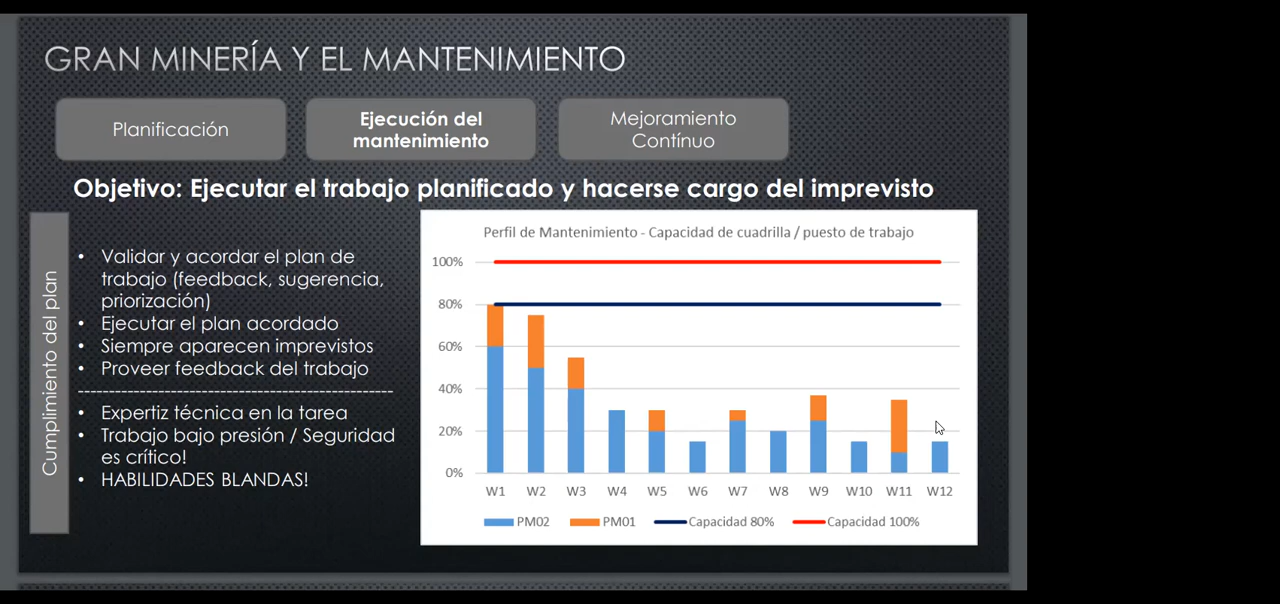 GRAN MINERÍA Y EL MANTENIMIENTO
Planificación
Ejecución del
mantenimiento
Mejoramiento
Contínuo
Objetivo: Ejecutar el trabajo planificado y hacerse cargo del imprevisto
Cumplimiento del plan
• Validar y acordar el plan de
trabajo (feedback, sugerencia,
priorización)
• Ejecutar el plan acordado
• Siempre aparecen imprevistos
• Proveer feedback del trabajo
------------------------------------------------
• Expertiz técnica en la tarea
• Trabajo bajo presión / Seguridad
es crítico!
• HABILIDADES BLANDAS!
Perfil de Mantenimiento - Capacidad de cuadrilla / puesto de trabajo
100%
80%
60%
40%
20%
0%
W1 W2 W3 W4 W5 W6 W7 W8 W9 W10 W11 W12
PM02 PM01 Capacidad 80% Capacidad 100%